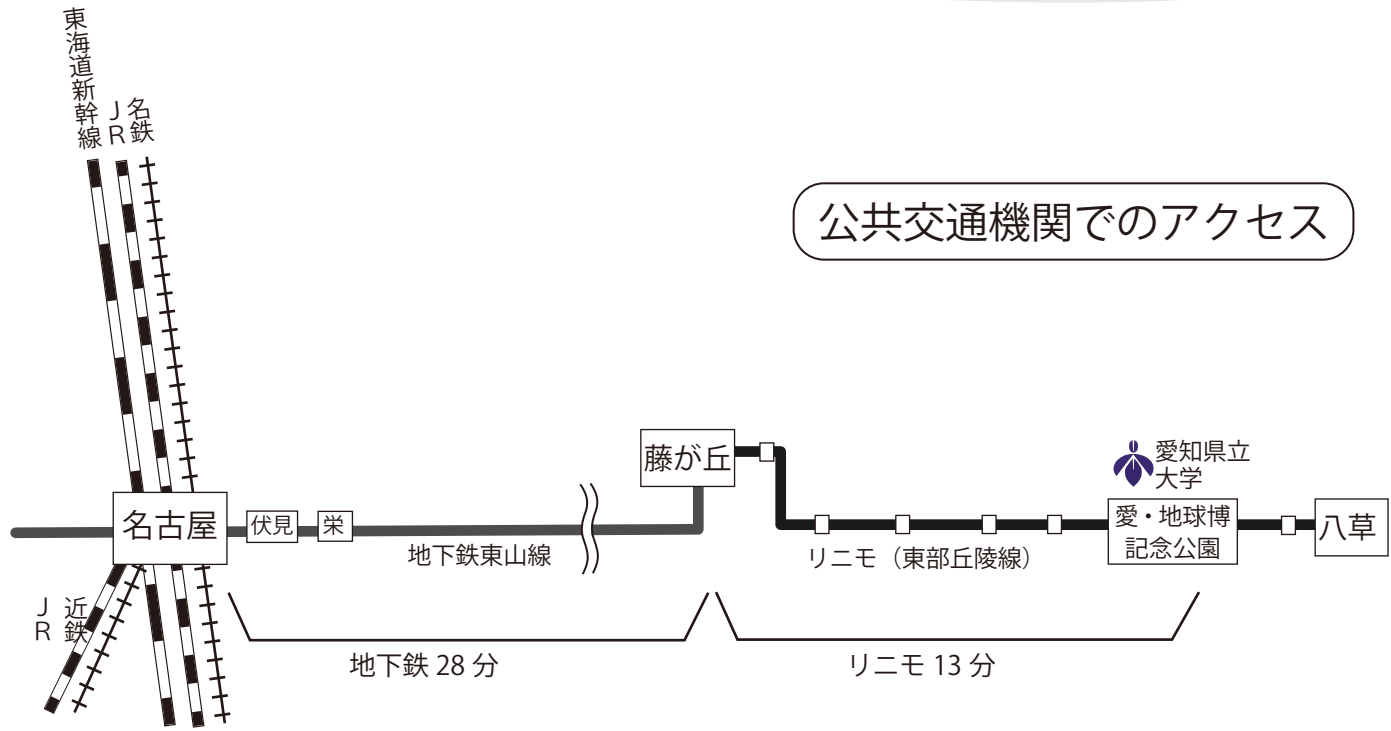 東海道新幹線
JR
名鉄
公共交通機関でのアクセス
藤が丘
愛知県立
大学
名古屋
伏見
栄
愛・地球博
記念公園
八草
地下鉄東山線
リニモ（東部丘陵線）
JR
近鉄
地下鉄 28 分
リニモ 13 分